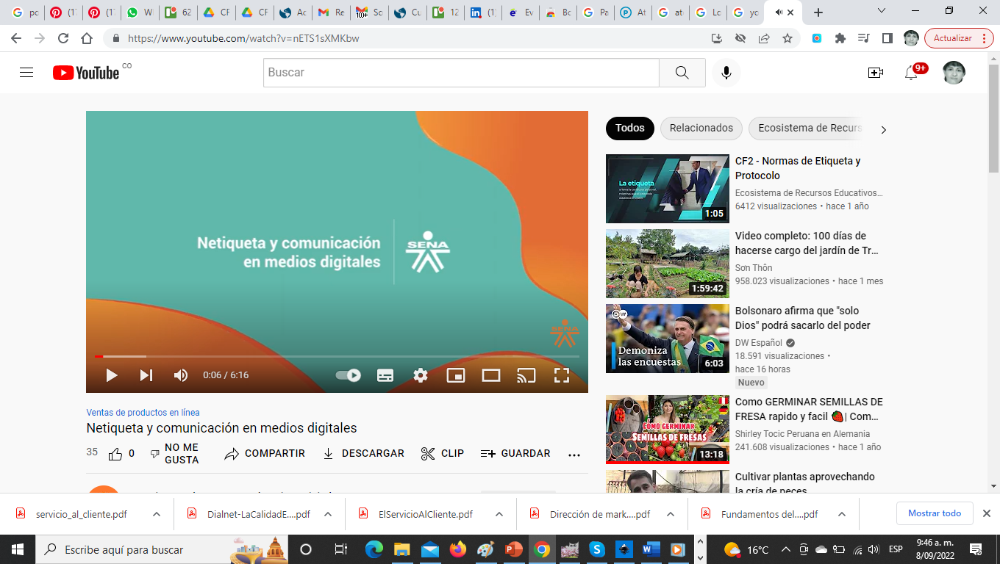 pc
(17
(17
W
62
CF
CF
Ac
Re
100+
Sc
Cu
12
(1)
Ev
Bc
Pa
At
at
Lc
yc
https://www.youtube.com/watch?v=nETS1sXMKbw
Actualizar
YouTube CO
Buscar
9+
Netiqueta y comunicación
en medios digitales
SENA
SENA
0:06 / 6:16
Ventas de productos en línea
Netiqueta y comunicación en medios digitales
35
0
NO ME
GUSTA
COMPARTIR
DESCARGAR
CLIP
GUARDAR
Todos
Relacionados
Ecosistema de Recurs
La etiqueta
1:05
CF2 - Normas de Etiqueta y
Protocolo
Ecosistema de Recursos Educativos...
6412 visualizaciones • hace 1 año
1:59:42
Video completo: 100 días de
hacerse cargo del jardín de Tr...
Sơn Thôn
958.023 visualizaciones • hace 1 mes
DW
Demoniza
las encuestas
6:03
Bolsonaro afirma que "solo
Dios" podrá sacarlo del poder
DW Español
18.591 visualizaciones •
hace 16 horas
Nuevo
COMO GERMINAR
SEMILLAS DE FRESAS
13:18
Como GERMINAR SEMILLAS DE
FRESA rapido y facil 🍓| Com...
Shirley Tocic Peruana en Alemania
241.608 visualizaciones • hace 1 año
Cultivar plantas aprovechando
la cría de peces
servicio_al_cliente.pdf
Dialnet-LaCalidadE....pdf
ElServicioAlCliente.pdf
Dirección de mark....pdf
Fundamentos del....pdf
Mostrar todo
Escribe aquí para buscar
16°C
ESP
9:46 a. m.
8/09/2022